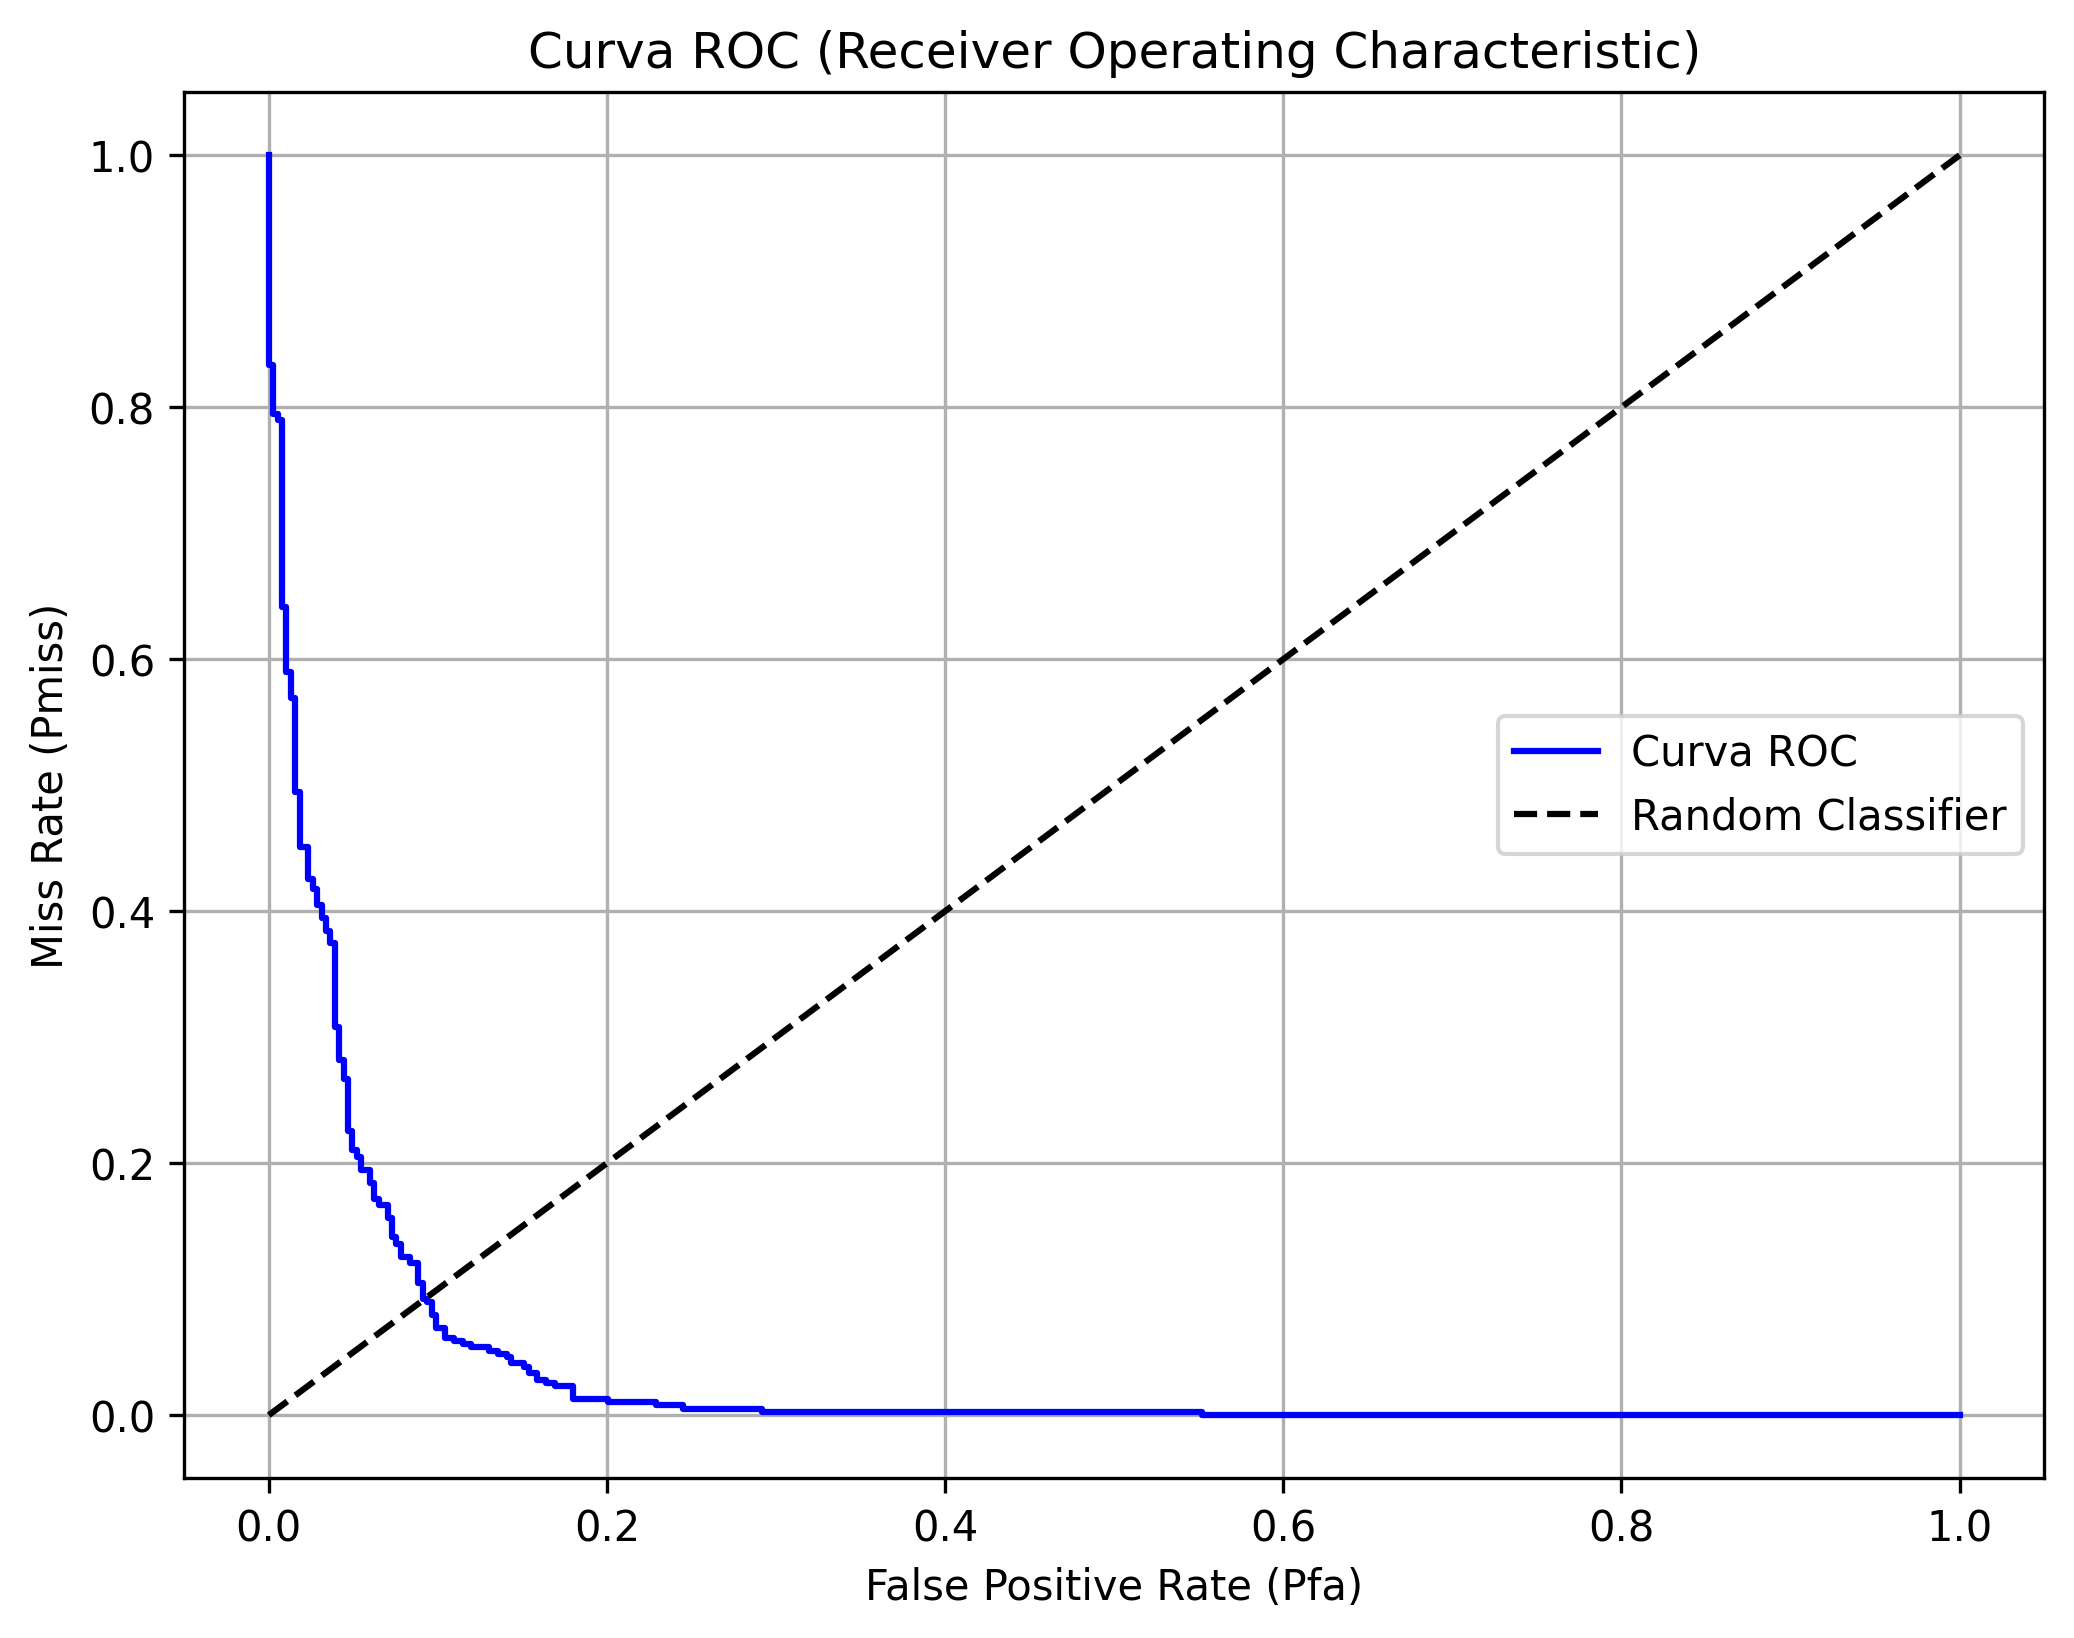 Curva ROC (Receiver Operating Characteristic)
Miss Rate (Pmiss)
1.0
0.8
0.6
0.4
0.2
0.0
Curva ROC
Random Classifier
0.0 0.2 0.4 0.6 0.8 1.0
False Positive Rate (Pfa)